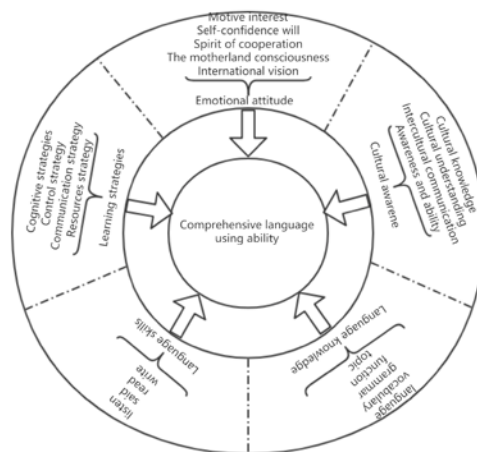 Motive interest
Self-confidence will
Spirit of cooperation
The motherland consciousness
International vision
Emotional attitude
Cultural knowledge
Cultural understanding
Intercultural communication
Awareness and ability
Cultural awarene
Cognitive strategies
Control strategy
Communication strategy
Resources strategy
Learning strategies
Comprehensive language
using ability
Language skills
write
read
said
listen
Language knowledge
topic
function
grammar
vocabulary
language